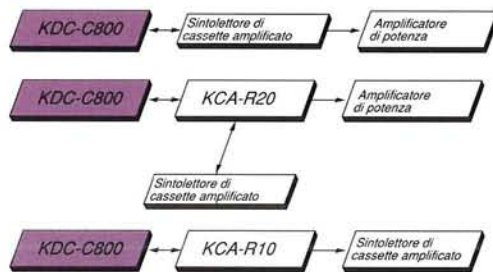 KDC-C800
Sintolettore di
cassette amplificato
Amplificatore
di potenza
KDC-C800
KCA-R20
Amplificatore
di potenza
Sintolettore di
cassette amplificato
KDC-C800
KCA-R10
Sintolettore di
cassette amplificato